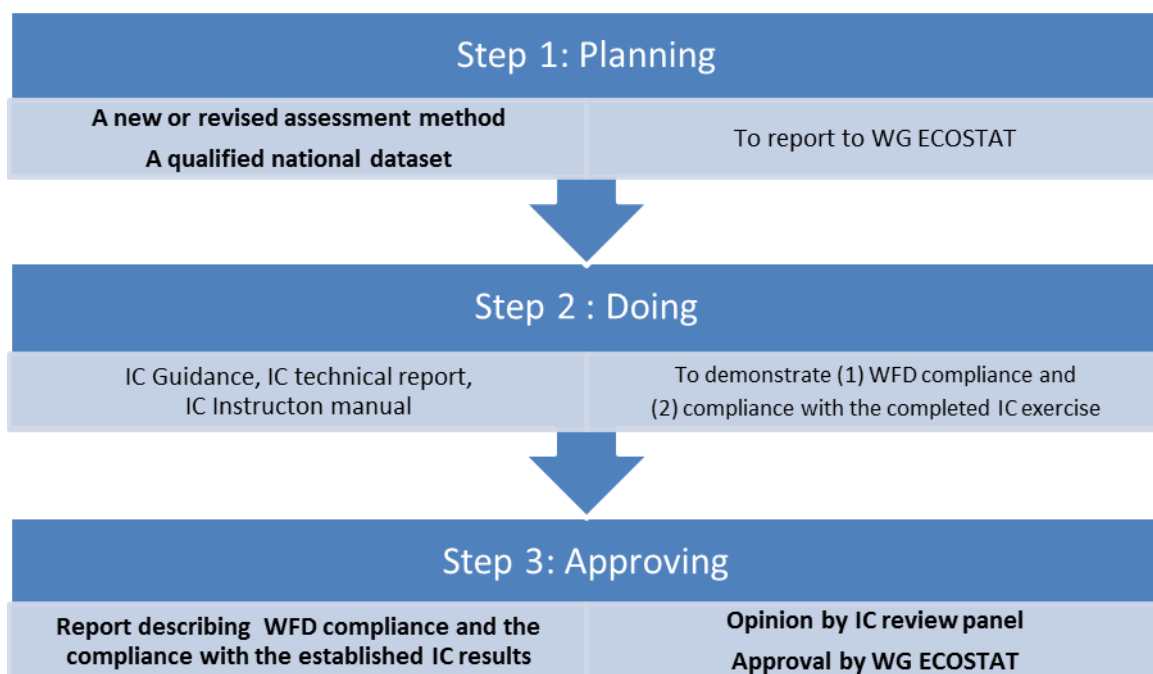 Step 1: Planning
A new or revised assessment method
A qualified national dataset
To report to WG ECOSTAT
Step 2 : Doing
IC Guidance, IC technical report,
IC Instructon manual
To demonstrate (1) WFD compliance and
(2) compliance with the completed IC exercise
Step 3: Approving
Report describing WFD compliance and the
compliance with the established IC results
Opinion by IC review panel
Approval by WG ECOSTAT